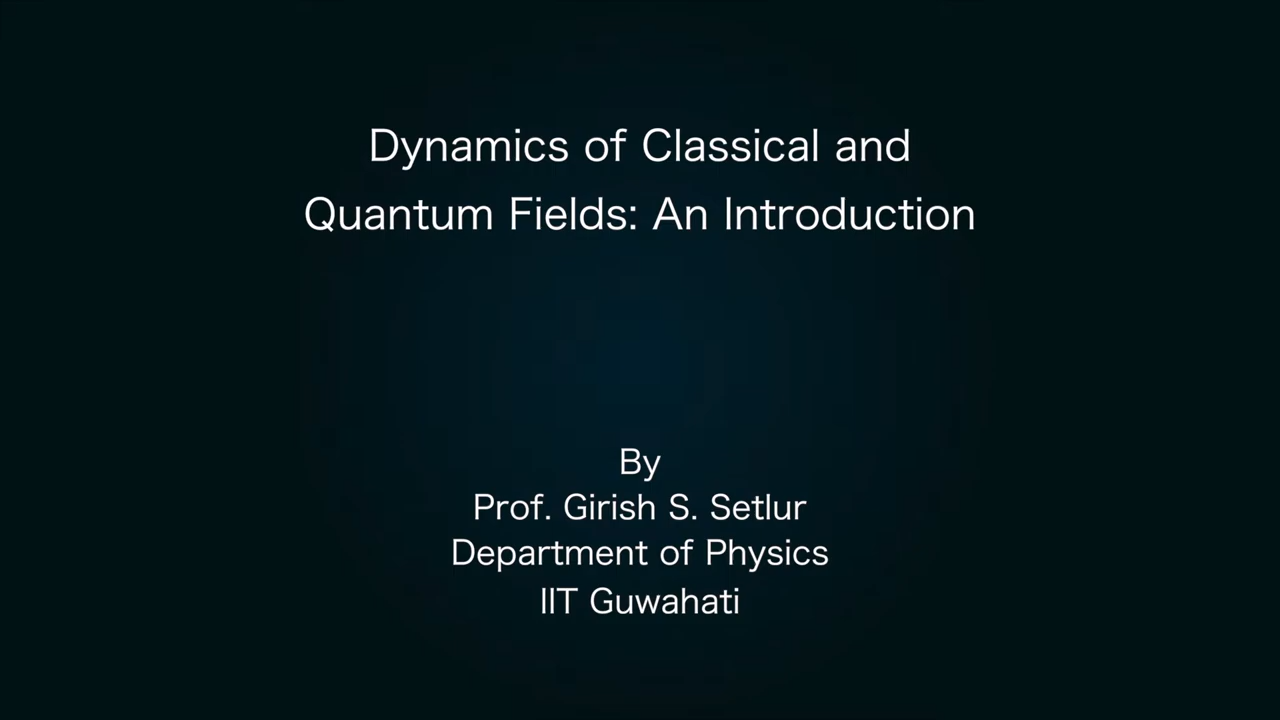 Dynamics of Classical and
Quantum Fields: An Introduction
By
Prof. Girish S. Setlur
Department of Physics
IIT Guwahati